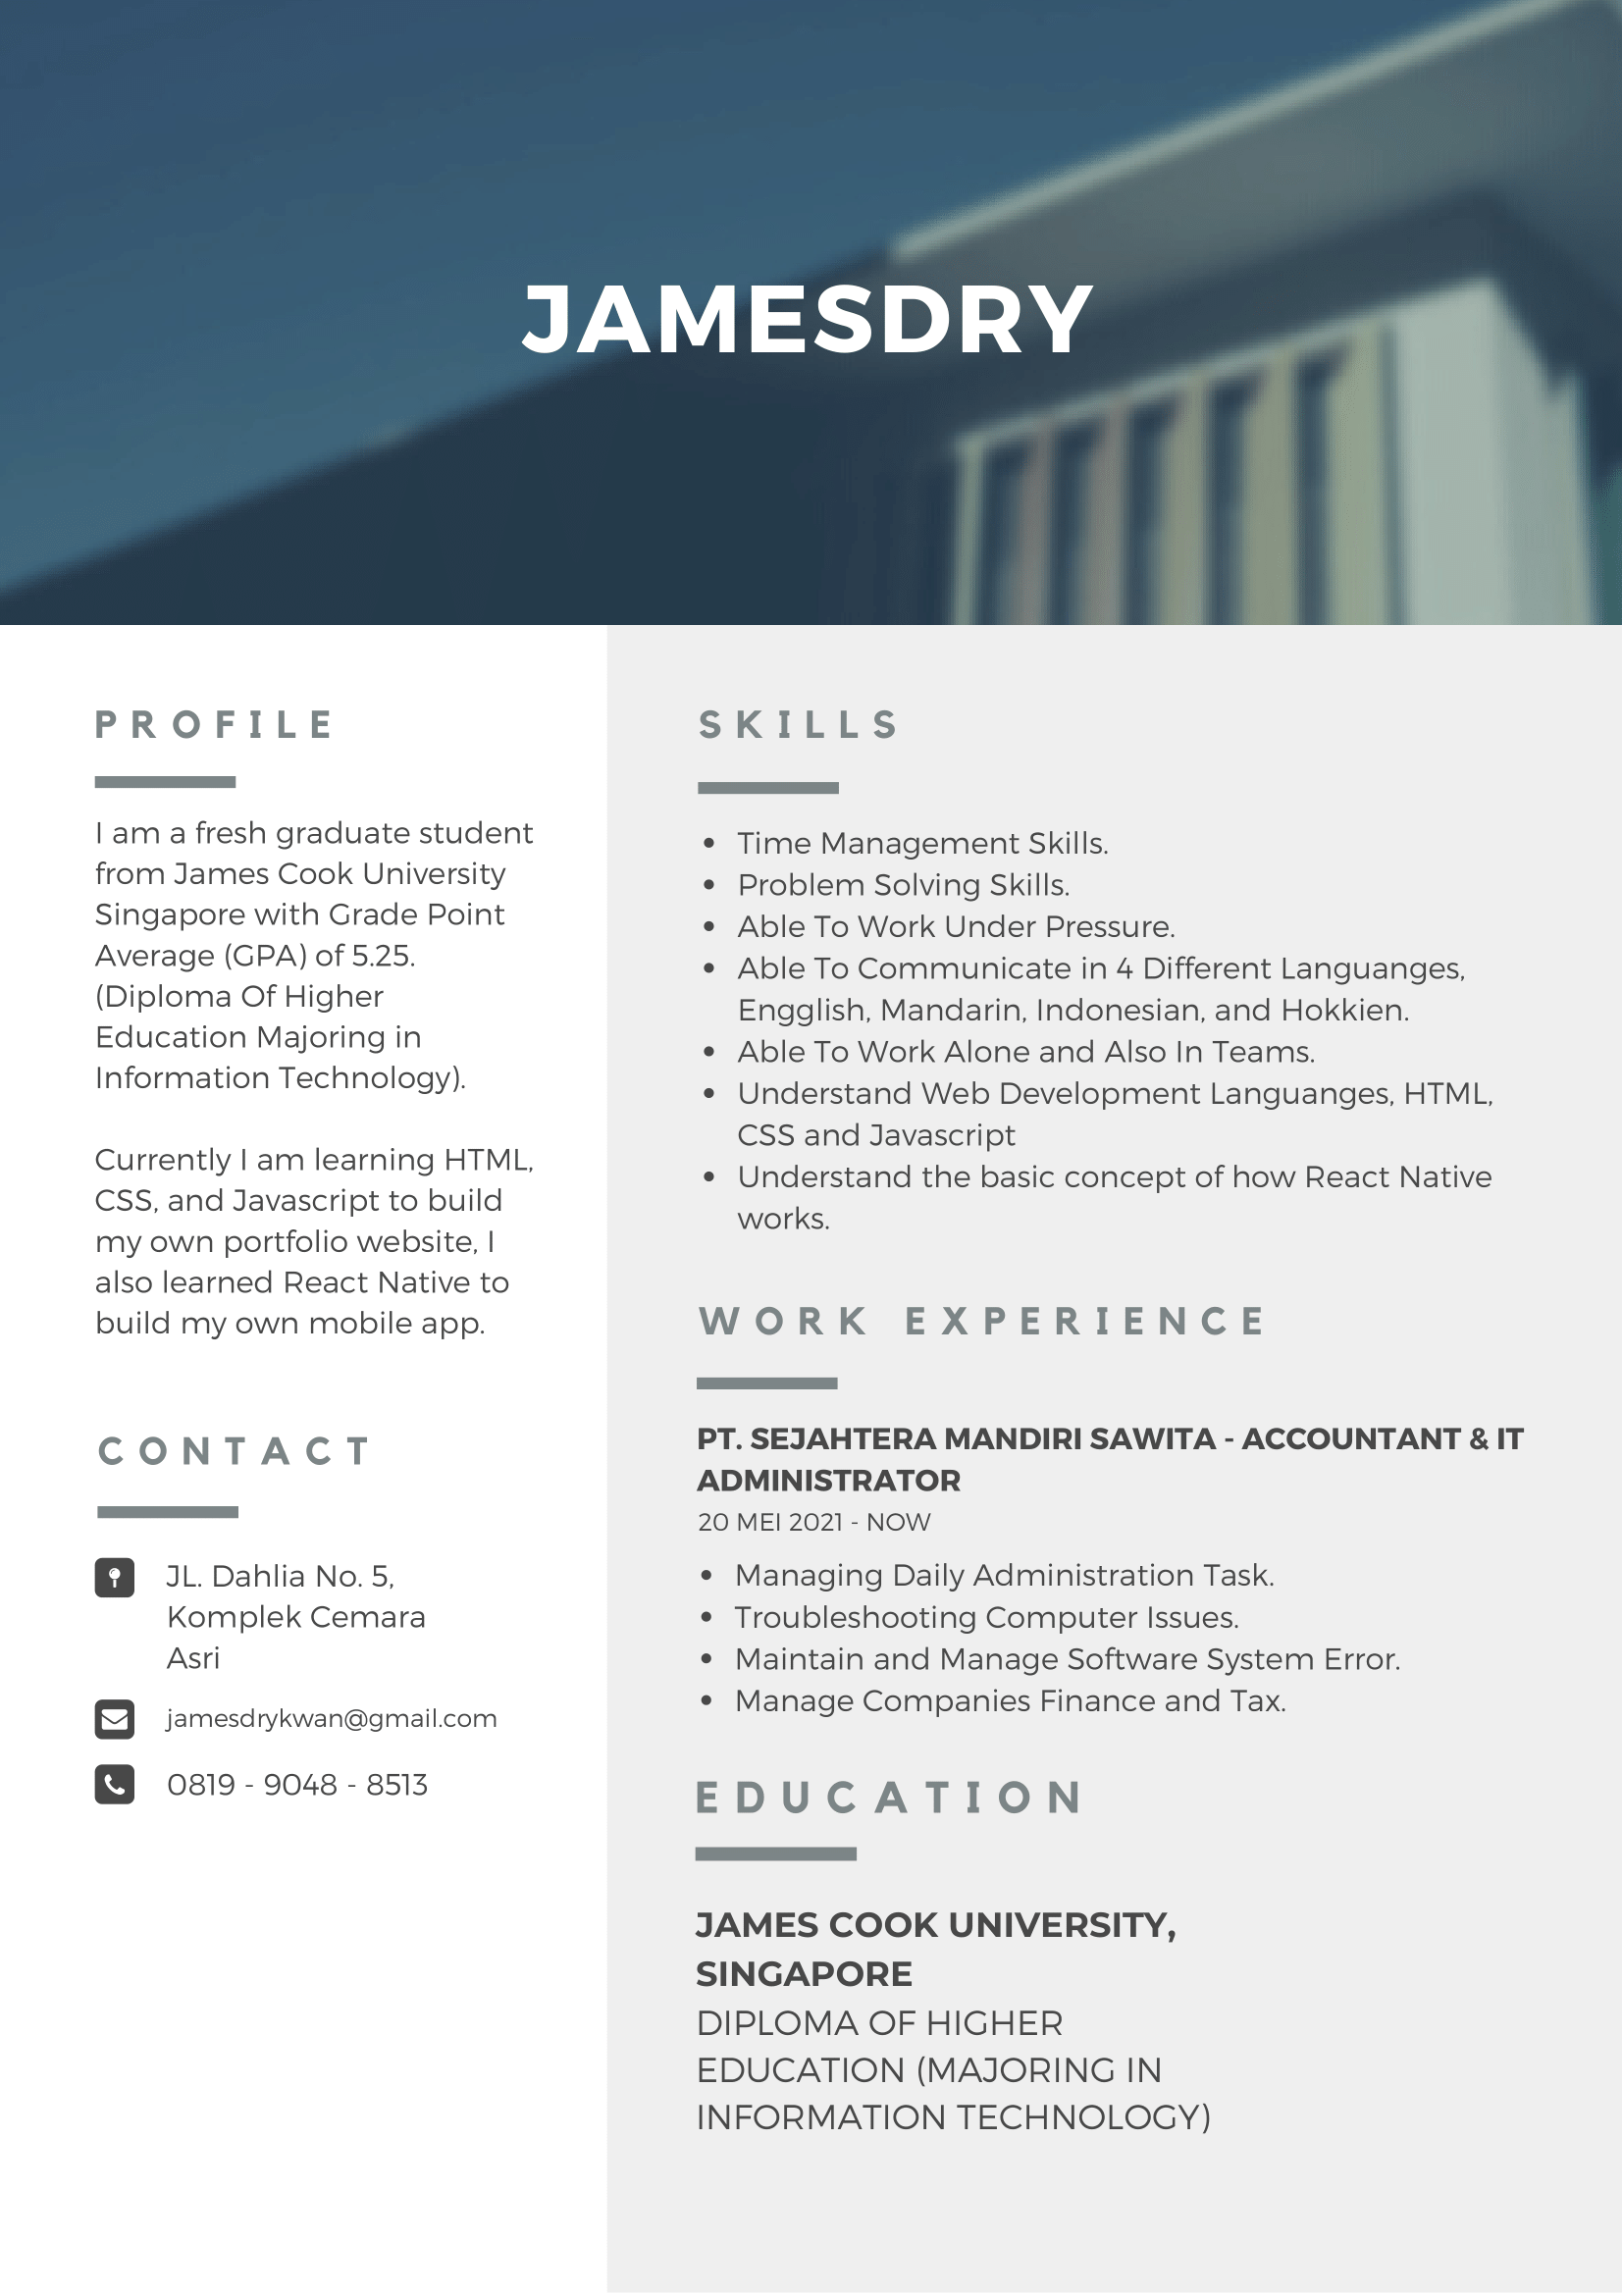 JAMESDRY
PROFILE
I am a fresh graduate student
from James Cook University
Singapore with Grade Point
Average (GPA) of 5.25.
(Diploma Of Higher
Education Majoring in
Information Technology).
Currently I am learning HTML,
CSS, and Javascript to build
my own portfolio website, I
also learned React Native to
build my own mobile app.
CONTACT
JL. Dahlia No. 5,
Komplek Cemara
Asri
jamesdrykwan@gmail.com
0819 - 9048 - 8513
SKILLS
• Time Management Skills.
• Problem Solving Skills.
• Able To Work Under Pressure.
• Able To Communicate in 4 Different Languanges,
Engglish, Mandarin, Indonesian, and Hokkien.
• Able To Work Alone and Also In Teams.
• Understand Web Development Languanges, HTML,
CSS and Javascript
• Understand the basic concept of how React Native
works.
WORK EXPERIENCE
PT. SEJAHTERA MANDIRI SAWITA - ACCOUNTANT & IT
ADMINISTRATOR
20 MEI 2021 - NOW
• Managing Daily Administration Task.
• Troubleshooting Computer Issues.
• Maintain and Manage Software System Error.
• Manage Companies Finance and Tax.
EDUCATION
JAMES COOK UNIVERSITY,
SINGAPORE
DIPLOMA OF HIGHER
EDUCATION (MAJORING IN
INFORMATION TECHNOLOGY)